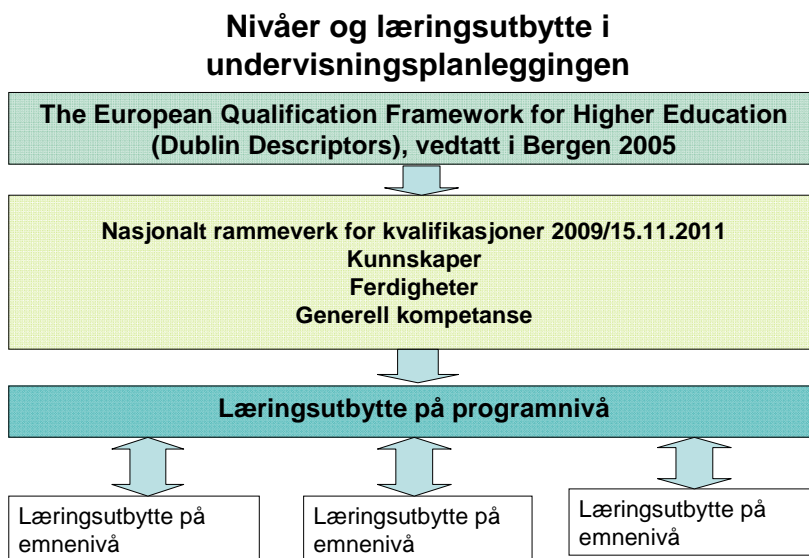 Nivåer og læringsutbytte i
undervisningsplanleggingen
The European Qualification Framework for Higher Education
(Dublin Descriptors), vedtatt i Bergen 2005
Nasjonalt rammeverk for kvalifikasjoner 2009/15.11.2011
Kunnskaper
Ferdigheter
Generell kompetanse
Læringsutbytte på programnivå
Læringsutbytte på
emnenivå
Læringsutbytte på
emnenivå
Læringsutbytte på
emnenivå